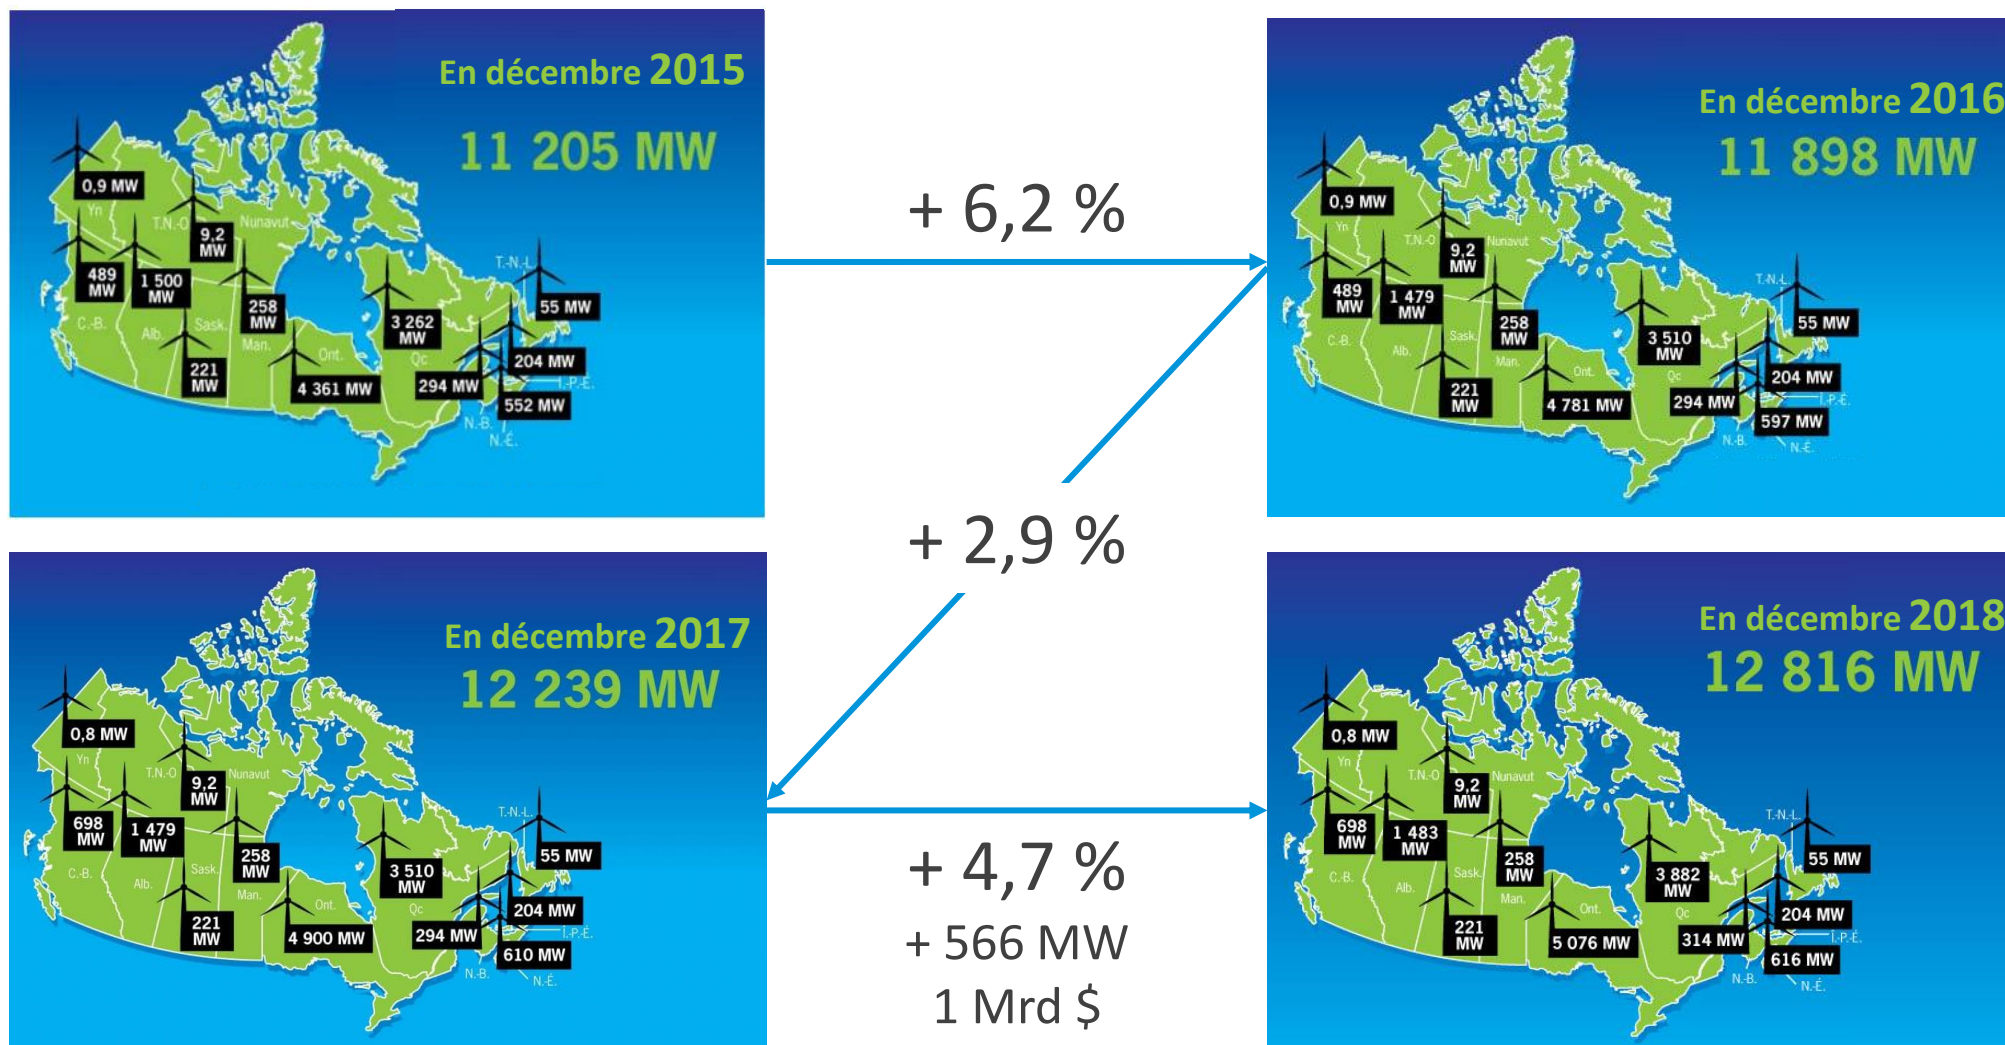 En décembre 2015
11 205 MW
0,9 MW
Yn
T.N.-O
Nunavut
9,2
MW
489
MW
1 500
MW
258
MW
T.-N.-L.
55 MW
C.-B.
Alb.
Sask.
Man.
Ont.
3 262
MW
Qc
204 MW
221
MW
4 361 MW
294 MW
Î.-P.-É.
552 MW
N.-B.
N.-É.
+ 6,2 %
En décembre 2016
11 898 MW
0,9 MW
Yn
T.N.-O
Nunavut
9,2
MW
489
MW
1 479
MW
258
MW
T.-N.-L.
55 MW
C.-B.
Alb.
Sask.
Man.
Ont.
3 510
MW
Qc
204 MW
221
MW
4 781 MW
294 MW
Î.-P.-É.
597 MW
N.-B.
N.-É.
+ 2,9 %
En décembre 2017
12 239 MW
0,8 MW
Yn
T.N.-O
Nunavut
9,2
MW
698
MW
1 479
MW
258
MW
T.-N.-L.
55 MW
C.-B.
Alb.
Sask.
Man.
Ont.
3 510
MW
Qc
204 MW
221
MW
4 900 MW
294 MW
Î.-P.-É.
610 MW
N.-B.
N.-É.
+ 4,7 %
+ 566 MW
1 Mrd $
En décembre 2018
12 816 MW
0,8 MW
Yn
T.N.-O
Nunavut
9,2
MW
698
MW
1 483
MW
258
MW
T.-N.-L.
55 MW
C.-B.
Alb.
Sask.
Man.
Ont.
3 882
MW
Qc
204 MW
221
MW
5 076 MW
314 MW
Î.-P.-É.
616 MW
N.-B.
N.-É.